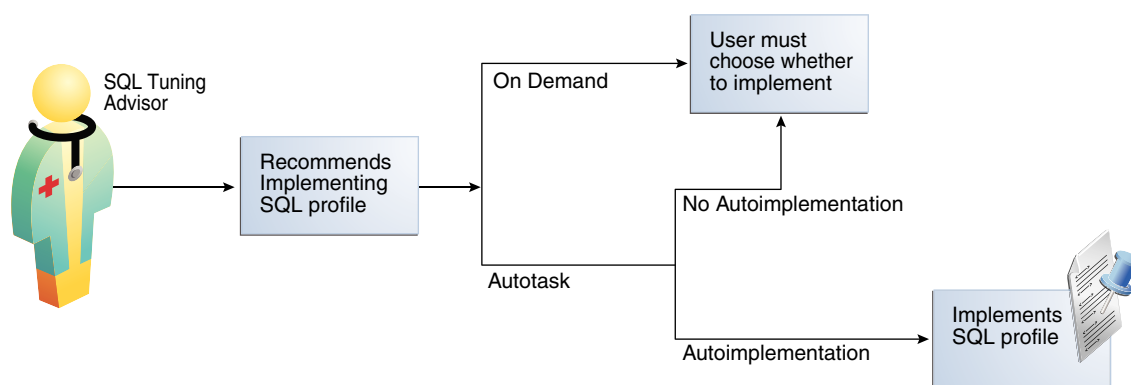 SQL Tuning
Advisor
Recommends
Implementing
SQL profile
On Demand
User must
choose whether
to implement
No Autoimplementation
Autotask
Autoimplementation
Implements
SQL profile